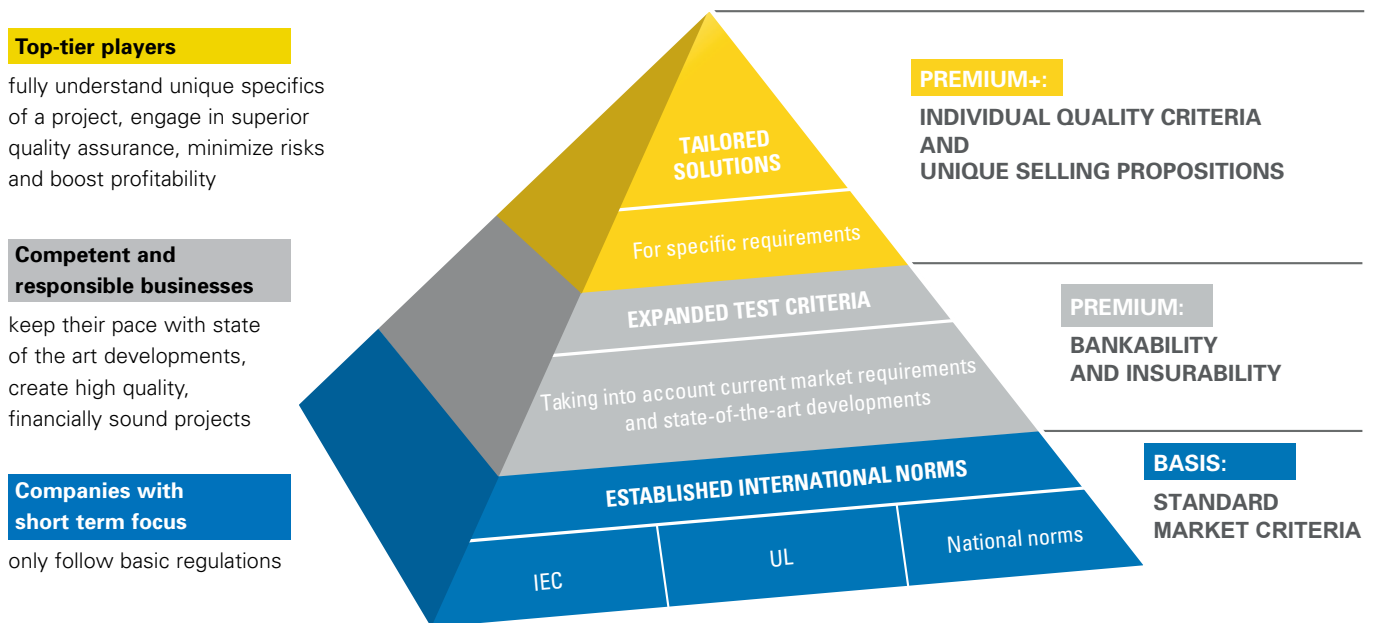 Top-tier players
fully understand unique specifics
of a project, engage in superior
quality assurance, minimize risks
and boost profitability
Competent and
responsible businesses
keep their pace with state
of the art developments,
create high quality,
financially sound projects
Companies with
short term focus
only follow basic regulations
TAILORED
SOLUTIONS
For specific requirements
EXPANDED TEST CRITERIA
Taking into account current market requirements
and state-of-the-art developments
ESTABLISHED INTERNATIONAL NORMS
IEC
UL
National norms
PREMIUM+:
INDIVIDUAL QUALITY CRITERIA
AND
UNIQUE SELLING PROPOSITIONS
PREMIUM:
BANKABILITY
AND INSURABILITY
BASIS:
STANDARD
MARKET CRITERIA